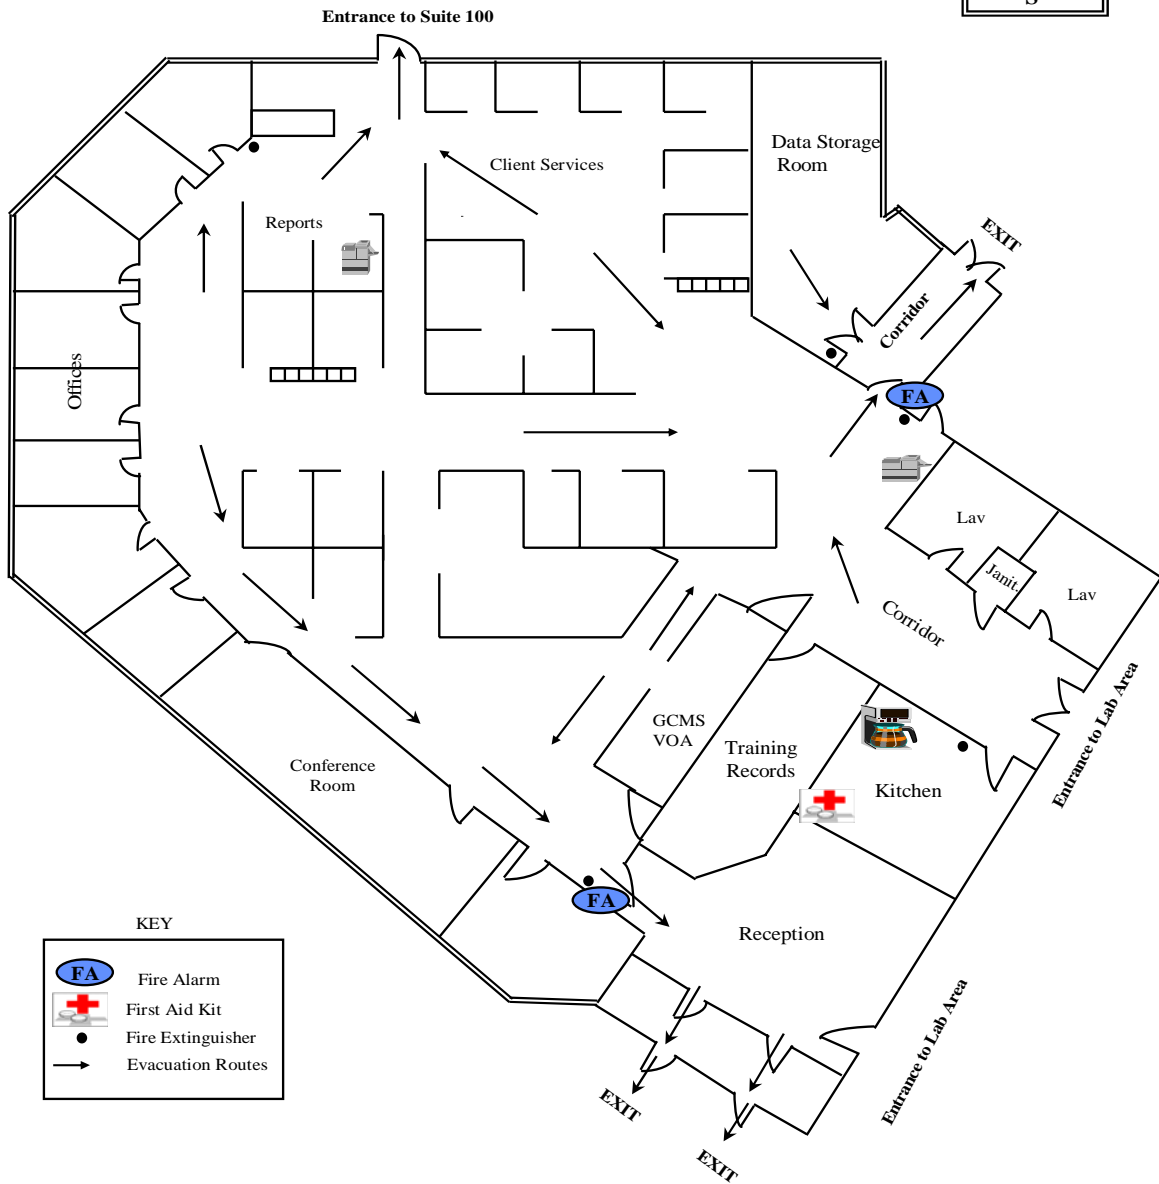 S
Entrance to Suite 100
Data Storage
Room
Client Services
Reports
EXIT
Corridor
Offices
FA
Lav
Janit.
Lav
Corridor
Entrance to Lab Area
GCMS
VOA
Training
Records
Kitchen
Conference
Room
FA
Reception
Entrance to Lab Area
EXIT
EXIT
KEY
FA Fire Alarm
First Aid Kit
Fire Extinguisher
Evacuation Routes